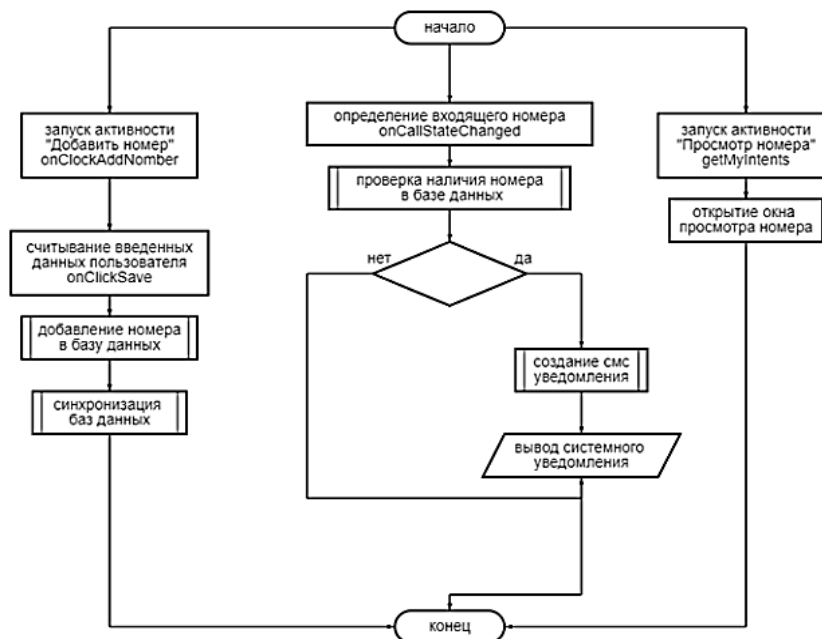 начало
запуск активности
"Добавить номер"
onClockAddNomber
считывание введенных
данных пользователя
onClickSave
добавление номера
в базу данных
синхронизация
баз данных
определение входящего номера
onCallStateChanged
проверка наличия номера
в базе данных
нет
да
создание смс
уведомления
вывод системного
уведомления
запуск активности
"Просмотр номера"
getMyIntents
открытие окна
просмотра номера
конец